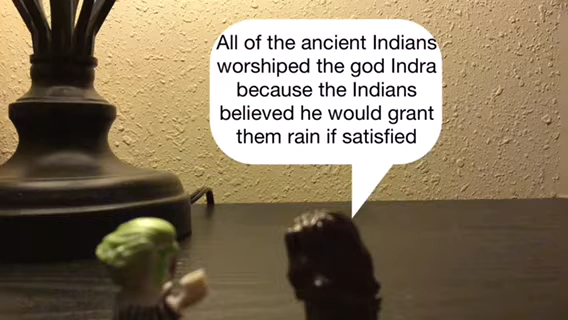 All of the ancient Indians
worshiped the god Indra
because the Indians
believed he would grant
them rain if satisfied